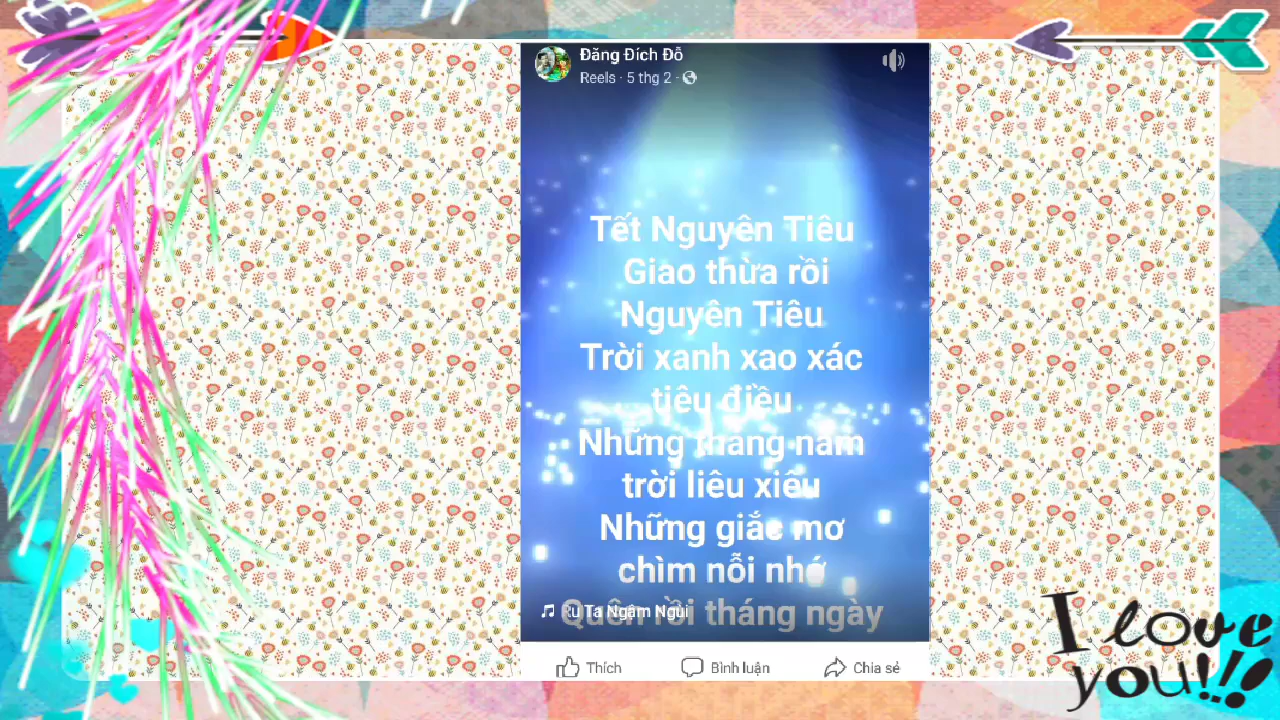 Đăng Đích Đỗ
Reels · 5 thg 2 ·
Tết Nguyên Tiêu
Giao thừa rồi
Nguyên Tiêu
Trời xanh xao xác
tiêu điều
Những tháng năm
trời liêu xiêu
Những giấc mơ
chìm nỗi nhớ
Ru Ta Ngậm Ngùi
rồi tháng ngày
Thích
Bình luận
Chia sẻ
I love
you!!!